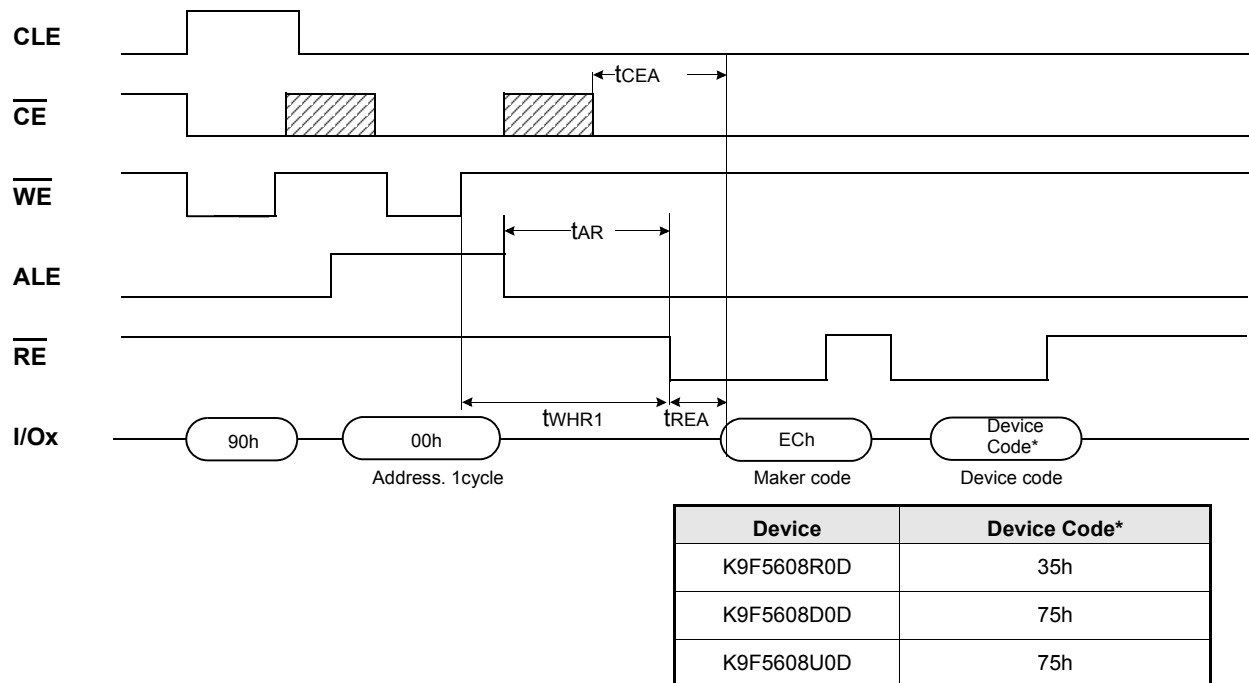 CLE
tCEA
CE
WE
tAR
ALE
RE
tWHR1
tREA
I/Ox
90h
00h
ECh
Device
Code*
Address. 1cycle
Maker code
Device code
Device Device Code*
K9F5608R0D 35h
K9F5608D0D 75h
K9F5608U0D 75h